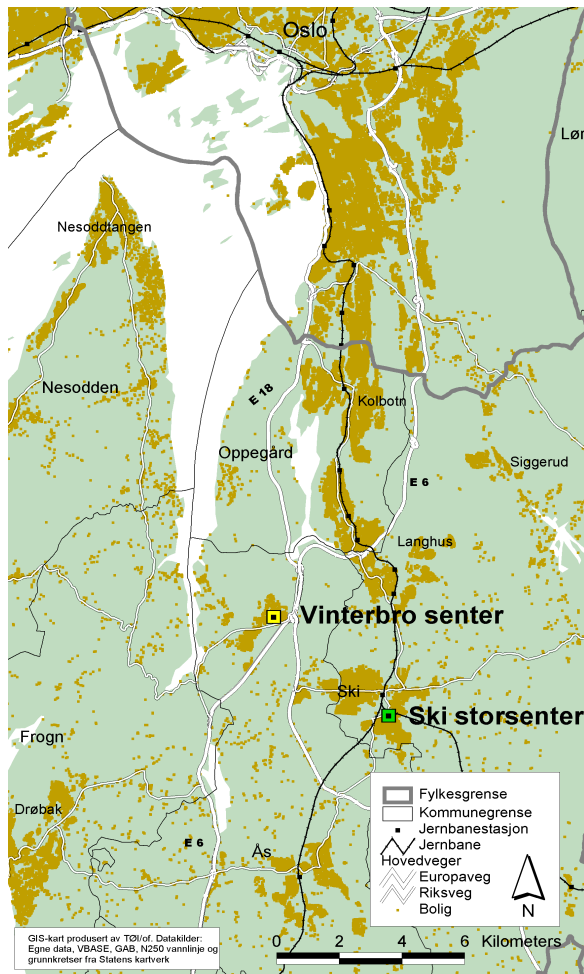 Oslo
Lør
Nesoddtangen
Nesodden
E 18
Kolbotn
Oppegård
Siggerud
E 6
Langhus
Vinterbro senter
Ski
Ski storsenter
Frogn
Drøbak
E 6
Ås
Fylkesgrense
Kommunegrense
Jernbanestasjon
Jernbane
Hovedveger
Europaveg
Riksveg
Bolig
N
GIS-kart produsert av TØI/of. Datakilder:
Egne data, VBASE, GAB, N250 vannlinje og
grunnkretser fra Statens kartverk
0 2 4 6 Kilometers